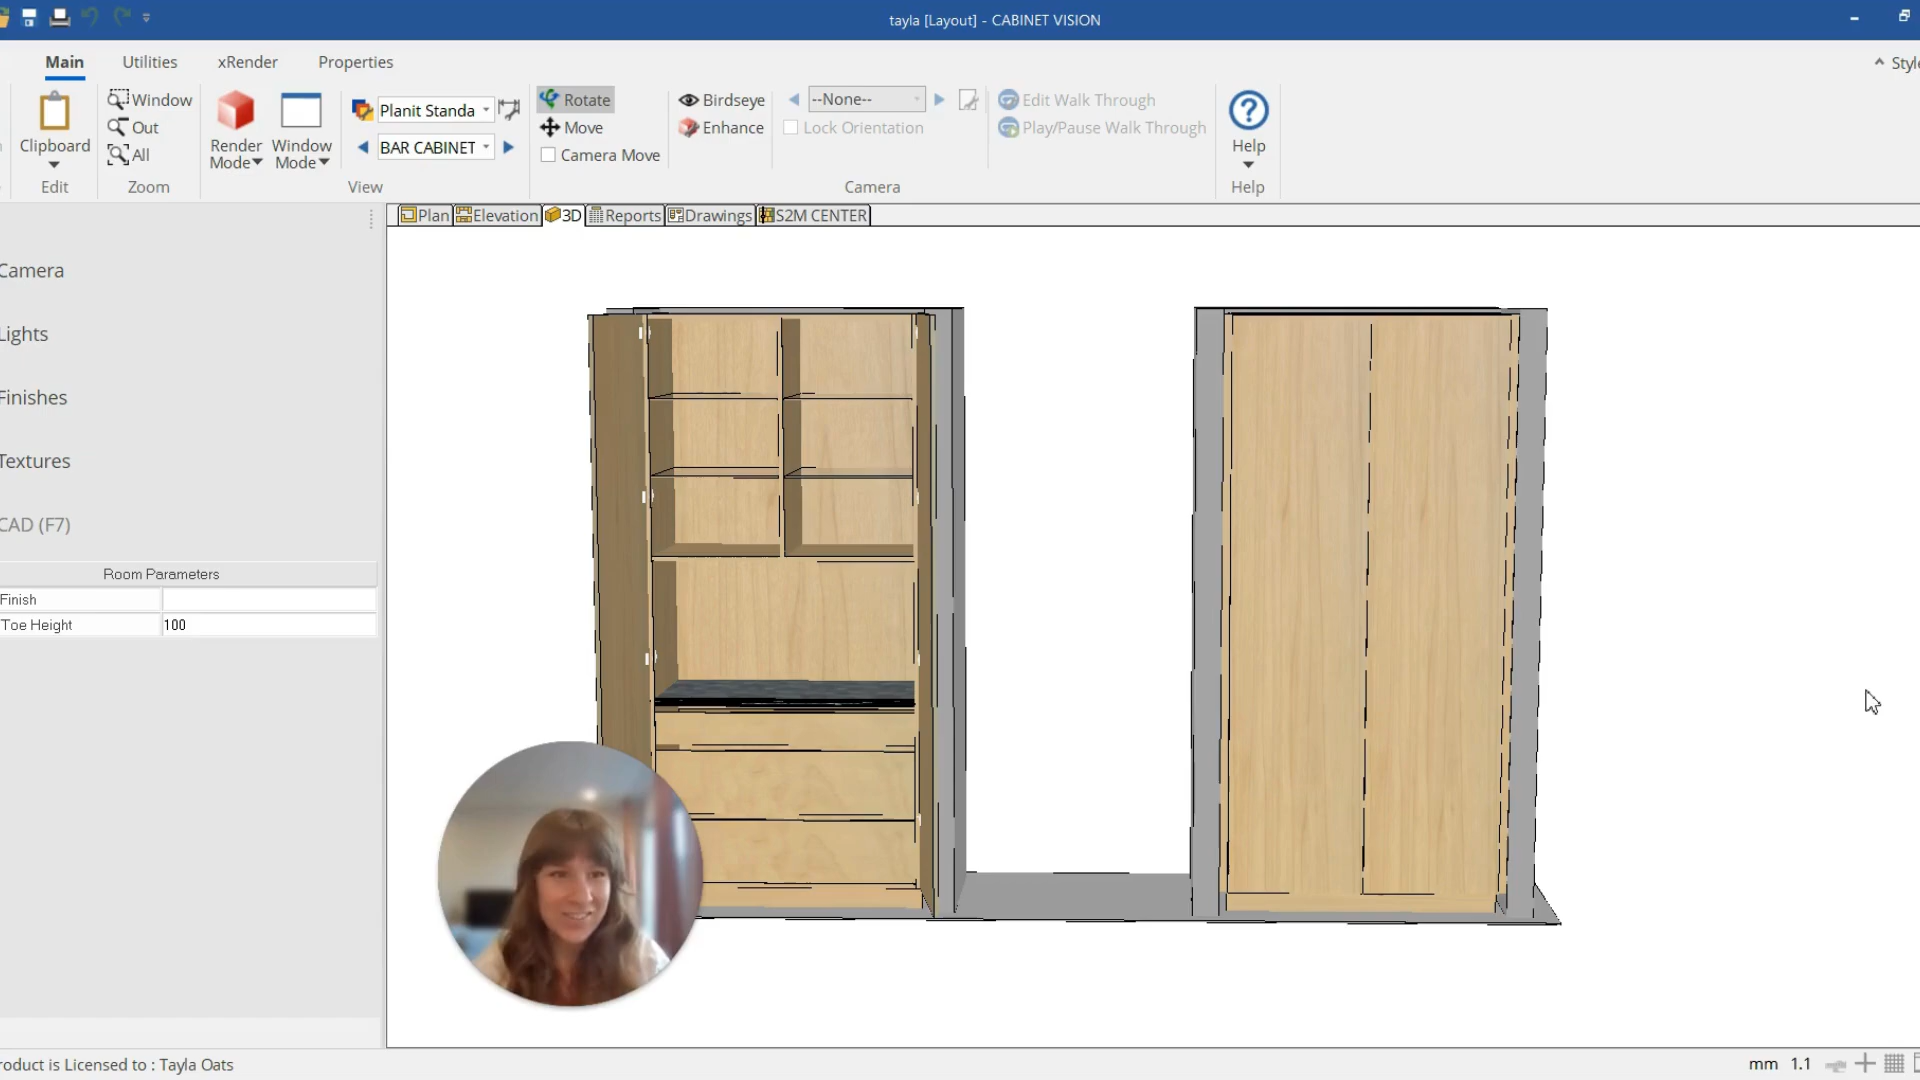 tayla [Layout] - CABINET VISION
Main Utilities xRender Properties
Style
Clipboard
Edit
Window
Out
All
Zoom
Render Mode
Window Mode
Planit Standa
BAR CABINET
View
Rotate
Move
Camera Move
Birdseye
Enhance
--None--
Lock Orientation
Camera
Edit Walk Through
Play/Pause Walk Through
Help
Help
Plan Elevation 3D Reports Drawings S2M CENTER
Camera
Lights
Finishes
Textures
CAD (F7)
Room Parameters
Finish
Toe Height 100
roduct is Licensed to : Tayla Oats
mm 1.1